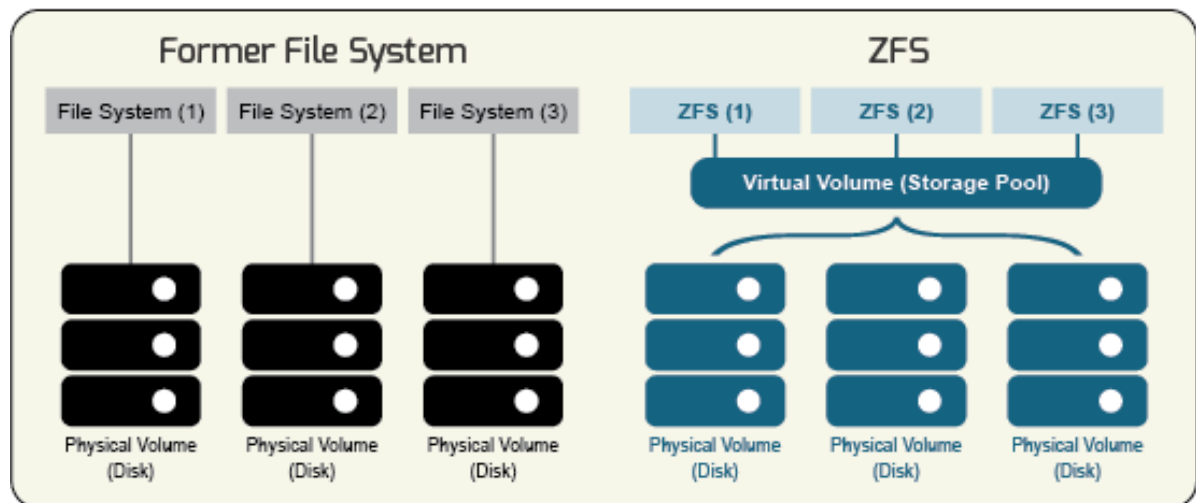 Former File System
File System (1)
File System (2)
File System (3)
Physical Volume
(Disk)
Physical Volume
(Disk)
Physical Volume
(Disk)
ZFS
ZFS (1)
ZFS (2)
ZFS (3)
Virtual Volume (Storage Pool)
Physical Volume
(Disk)
Physical Volume
(Disk)
Physical Volume
(Disk)